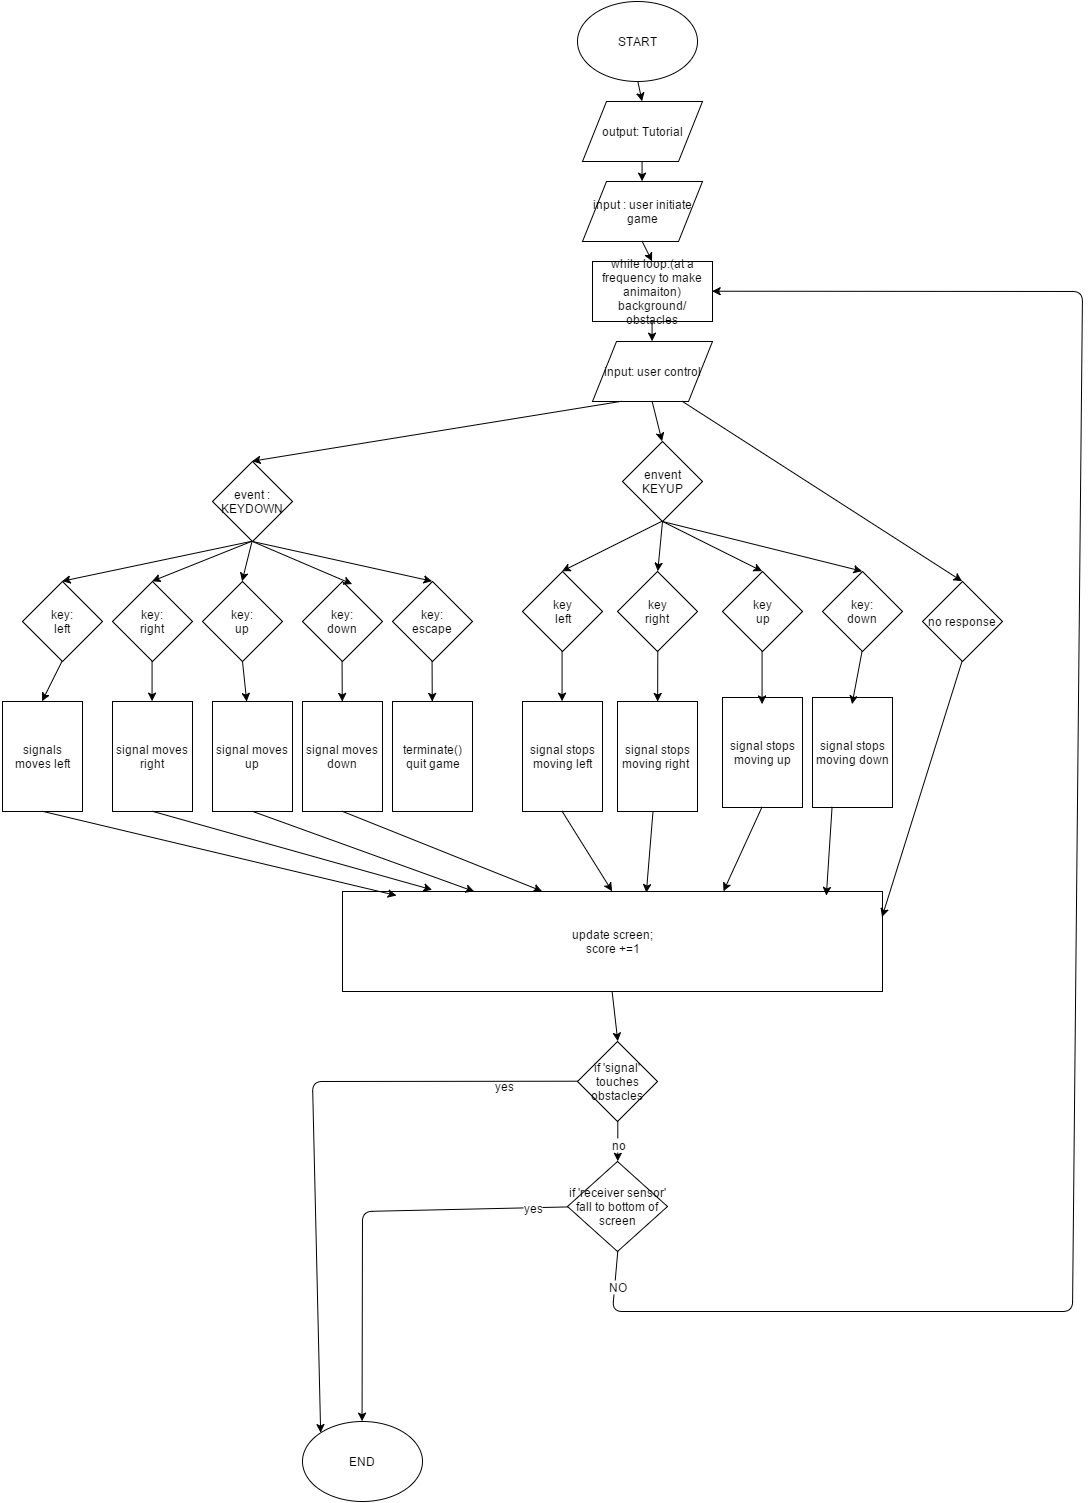 START
output: Tutorial
input : user initiate
game
while loop:(at a
frequency to make
animaiton)
background/
obstacles
input: user control
event :
KEYDOWN
envent
KEYUP
key:
left
key:
right
key:
up
key:
down
key:
escape
key
left
key
right
key
up
key:
down
no response
signals
moves left
signal moves
right
signal moves
up
signal moves
down
terminate()
quit game
signal stops
moving left
signal stops
moving right
signal stops
moving up
signal stops
moving down
update screen;
score +=1
if 'signal'
touches
obstacles
yes
no
if 'receiver sensor'
fall to bottom of
screen
yes
NO
END